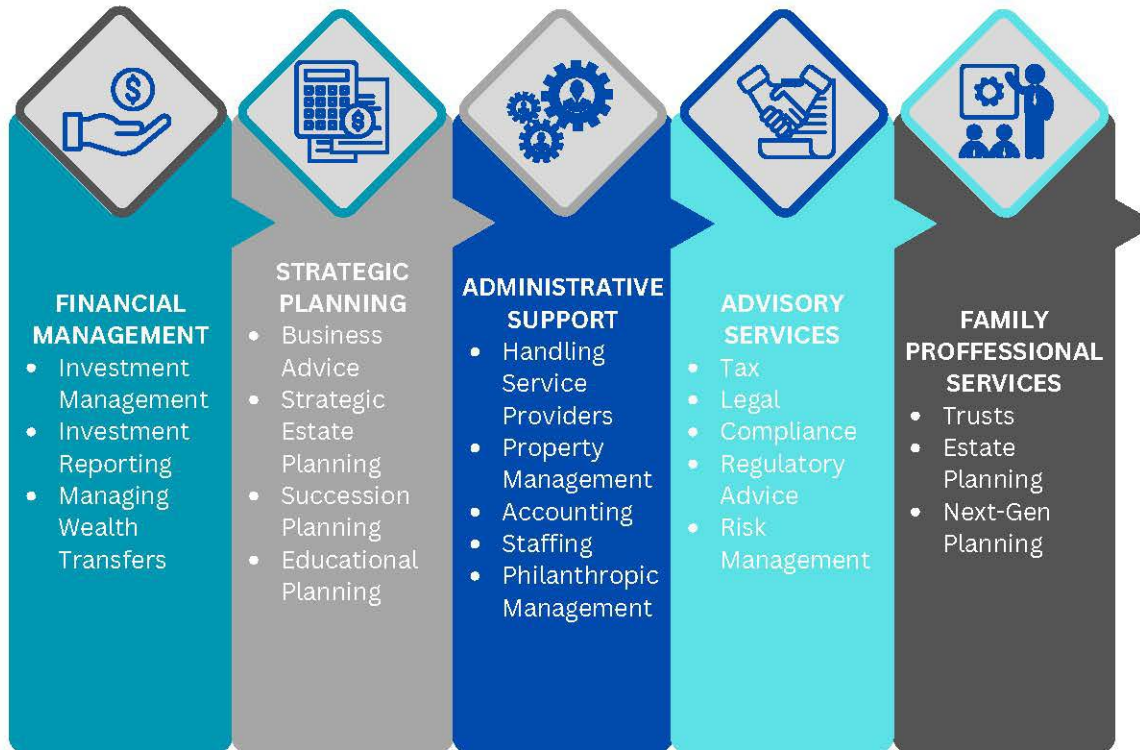 FINANCIAL
MANAGEMENT
• Investment
Management
• Investment
Reporting
• Managing
Wealth
Transfers
STRATEGIC
PLANNING
• Business
Advice
• Strategic
Estate
Planning
• Succession
Planning
• Educational
Planning
ADMINISTRATIVE
SUPPORT
• Handling
Service
Providers
• Property
Management
• Accounting
• Staffing
• Philanthropic
Management
ADVISORY
SERVICES
• Tax
• Legal
• Compliance
• Regulatory
Advice
• Risk
Management
FAMILY
PROFFESSIONAL
SERVICES
• Trusts
• Estate
Planning
• Next-Gen
Planning